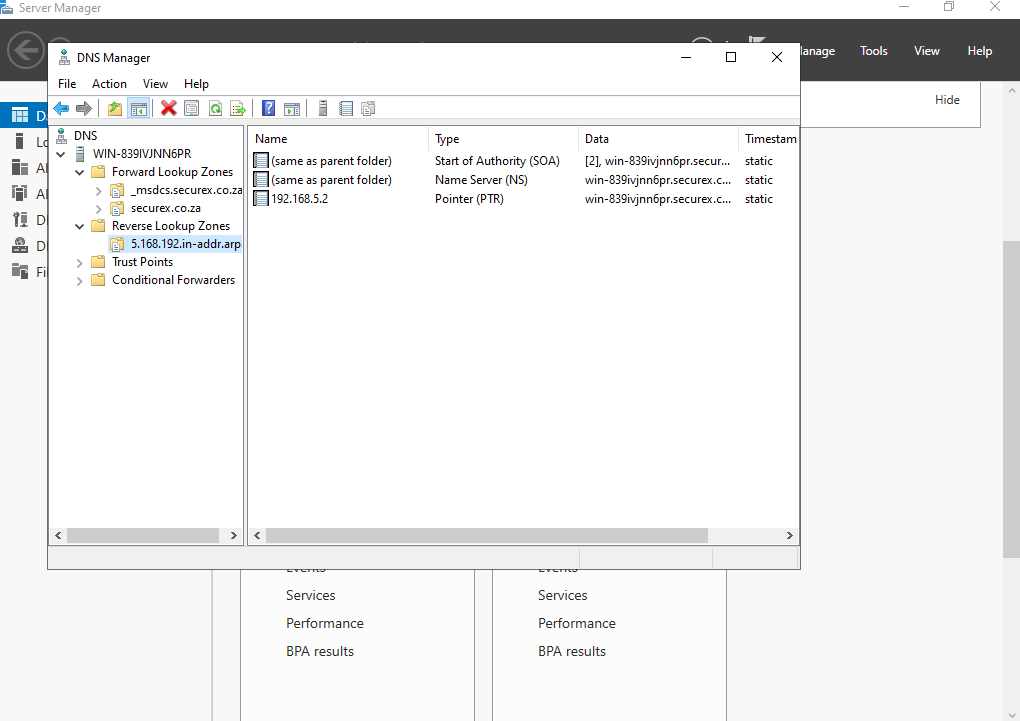 Server Manager
Manage Tools View Help
DNS Manager
File Action View Help
Hide
DNS
WIN-839IVJNN6PR
Forward Lookup Zones
_msdcs.securex.co.za
securex.co.za
Reverse Lookup Zones
5.168.192.in-addr.arp
Trust Points
Conditional Forwarders
Name Type Data Timestam
(same as parent folder) Start of Authority (SOA) [2], win-839ivjnn6pr.secur... static
(same as parent folder) Name Server (NS) win-839ivjnn6pr.securex.c... static
192.168.5.2 Pointer (PTR) win-839ivjnn6pr.securex.c... static
D
Lo
Al
Al
D
D
Fi
Events Events
Services Services
Performance Performance
BPA results BPA results